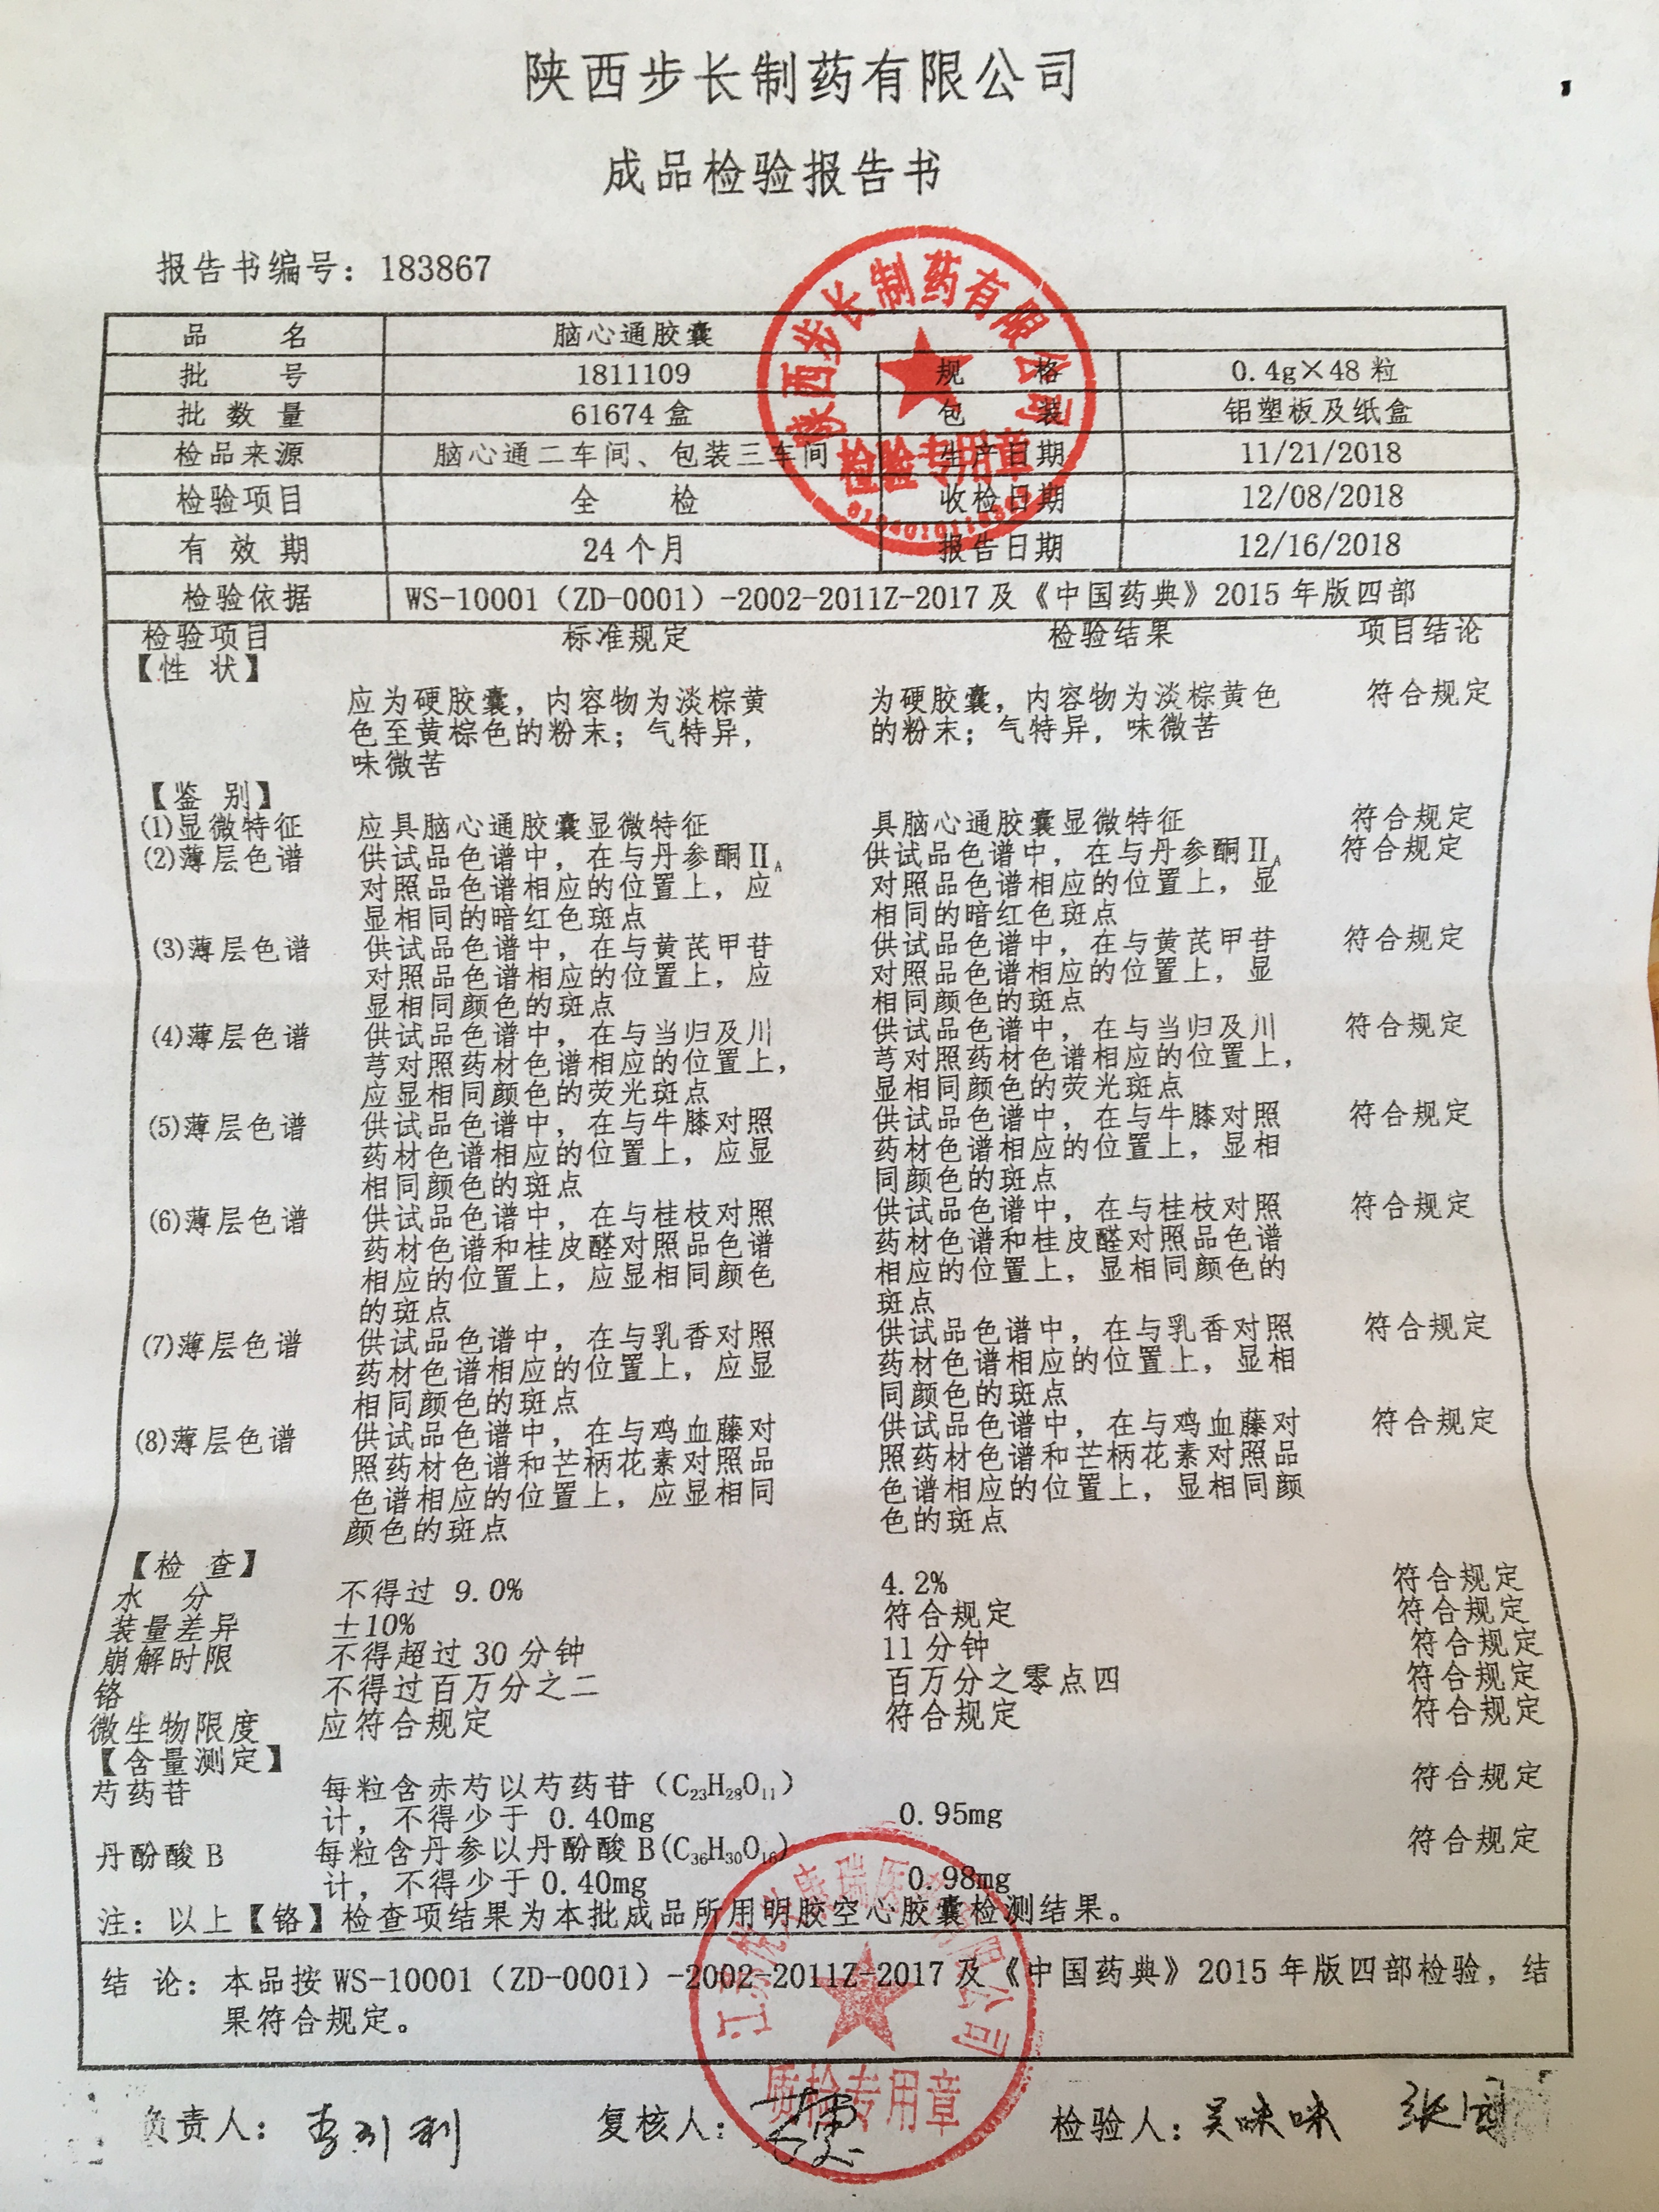 陕西步长制药有限公司
成品检验报告书
报告书编号：183867
品 名 脑心通胶囊
批 号 1811109 规 格 0.4g×48粒
批 数 量 61674盒 包 装 铝塑板及纸盒
检品来源 脑心通二车间、包装三车间 生产日期 11/21/2018
检验项目 全 检 收检日期 12/08/2018
有 效 期 24个月 报告日期 12/16/2018
检验依据 WS-10001（ZD-0001）-2002-2011Z-2017及《中国药典》2015年版四部
陕西步长制药有限公司
检验专用章
检验项目 标准规定 检验结果 项目结论
【性 状】
应为硬胶囊，内容物为淡棕黄 为硬胶囊，内容物为淡棕黄色 符合规定
色至黄棕色的粉末；气特异， 的粉末；气特异，味微苦
味微苦
【鉴 别】
(1)显微特征 应具脑心通胶囊显微特征 具脑心通胶囊显微特征 符合规定
(2)薄层色谱 供试品色谱中，在与丹参酮ⅡA 供试品色谱中，在与丹参酮ⅡA 符合规定
对照品色谱相应的位置上，应 对照品色谱相应的位置上，显
显相同的暗红色斑点 相同的暗红色斑点
(3)薄层色谱 供试品色谱中，在与黄芪甲苷 供试品色谱中，在与黄芪甲苷 符合规定
对照品色谱相应的位置上，应 对照品色谱相应的位置上，显
显相同颜色的斑点 相同颜色的斑点
(4)薄层色谱 供试品色谱中，在与当归及川 供试品色谱中，在与当归及川 符合规定
芎对照药材色谱相应的位置上， 芎对照药材色谱相应的位置上，
应显相同颜色的荧光斑点 显相同颜色的荧光斑点
(5)薄层色谱 供试品色谱中，在与牛膝对照 供试品色谱中，在与牛膝对照 符合规定
药材色谱相应的位置上，应显 药材色谱相应的位置上，显相
相同颜色的斑点 同颜色的斑点
(6)薄层色谱 供试品色谱中，在与桂枝对照 供试品色谱中，在与桂枝对照 符合规定
药材色谱和桂皮醛对照品色谱 药材色谱和桂皮醛对照品色谱
相应的位置上，应显相同颜色 相应的位置上，显相同颜色的
的斑点 斑点
(7)薄层色谱 供试品色谱中，在与乳香对照 供试品色谱中，在与乳香对照 符合规定
药材色谱相应的位置上，应显 药材色谱相应的位置上，显相
相同颜色的斑点 同颜色的斑点
(8)薄层色谱 供试品色谱中，在与鸡血藤对 供试品色谱中，在与鸡血藤对 符合规定
照药材色谱和芒柄花素对照品 照药材色谱和芒柄花素对照品
色谱相应的位置上，应显相同 色谱相应的位置上，显相同颜
颜色的斑点 色的斑点
【检 查】
水 分 不得过 9.0% 4.2% 符合规定
装量差异 ±10% 符合规定 符合规定
崩解时限 不得超过30分钟 11分钟 符合规定
铬 不得过百万分之二 百万分之零点四 符合规定
微生物限度 应符合规定 符合规定 符合规定
【含量测定】
芍药苷 每粒含赤芍以芍药苷（C23H28O11） 符合规定
计，不得少于 0.40mg 0.95mg
丹酚酸B 每粒含丹参以丹酚酸B(C36H30O16) 符合规定
计，不得少于0.40mg 0.98mg
注：以上【铬】检查项结果为本批成品所用明胶空心胶囊检测结果。
结 论：本品按WS-10001（ZD-0001）-2002-2011Z-2017及《中国药典》2015年版四部检验，结
果符合规定。
质检专用章
负责人： 复核人： 检验人：吴咪咪